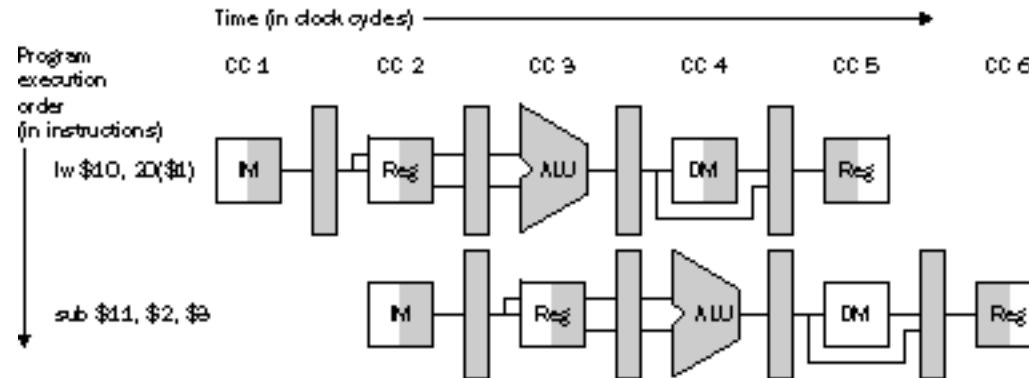 Time (in clock cycles)
Program
execution
order
(in instructions)
CC 1 CC 2 CC 3 CC 4 CC 5 CC 6
lw $10, 20($1)
IM Reg ALU DM Reg
sub $11, $2, $3
IM Reg ALU DM Reg